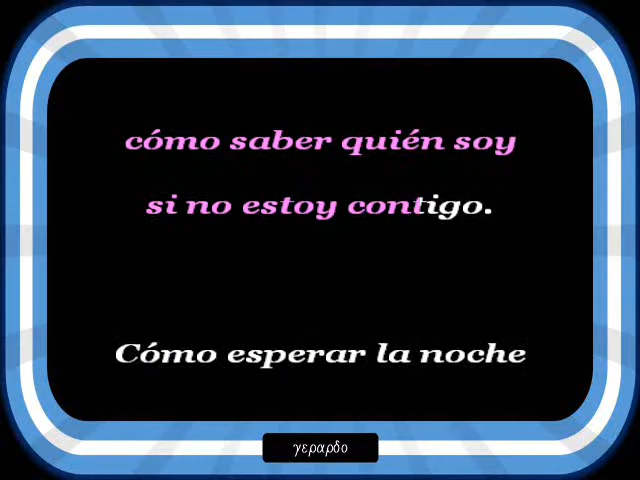 cómo saber quién soy
si no estoy contigo.
Cómo esperar la noche
γεραρδο